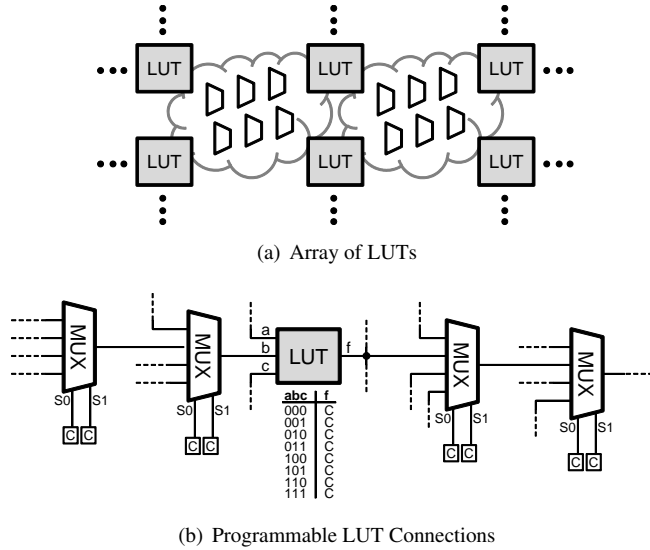 LUT LUT LUT
LUT LUT LUT
(a) Array of LUTs
MUX MUX a b c LUT f MUX MUX
S0 S1 S0 S1 S0 S1 S0 S1
C C C C C C C C
abc f
000 C
001 C
010 C
011 C
100 C
101 C
110 C
111 C
(b) Programmable LUT Connections